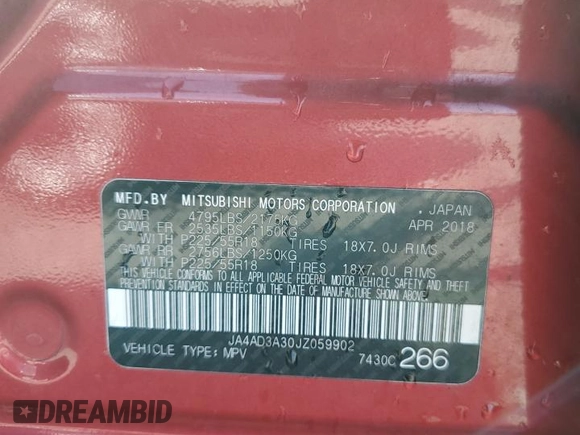 MFD.BY MITSUBISHI MOTORS CORPORATION . JAPAN
GVWR 4795LBS/2175KG APR 2018
GAWR FR 2535LBS/1150KG
WITH P225/55R18 TIRES 18X7.0J RIMS
GAWR RR 2756LBS/1250KG
WITH P225/55R18 TIRES 18X7.0J RIMS
THIS VEHICLE CONFORMS TO ALL APPLICABLE FEDERAL MOTOR VEHICLE SAFETY AND THEFT
PREVENTION STANDARDS IN EFFECT ON THE DATE OF MANUFACTURE SHOWN ABOVE.
JA4AD3A30JZ059902
VEHICLE TYPE: MPV 7430C 266
DREAMBID